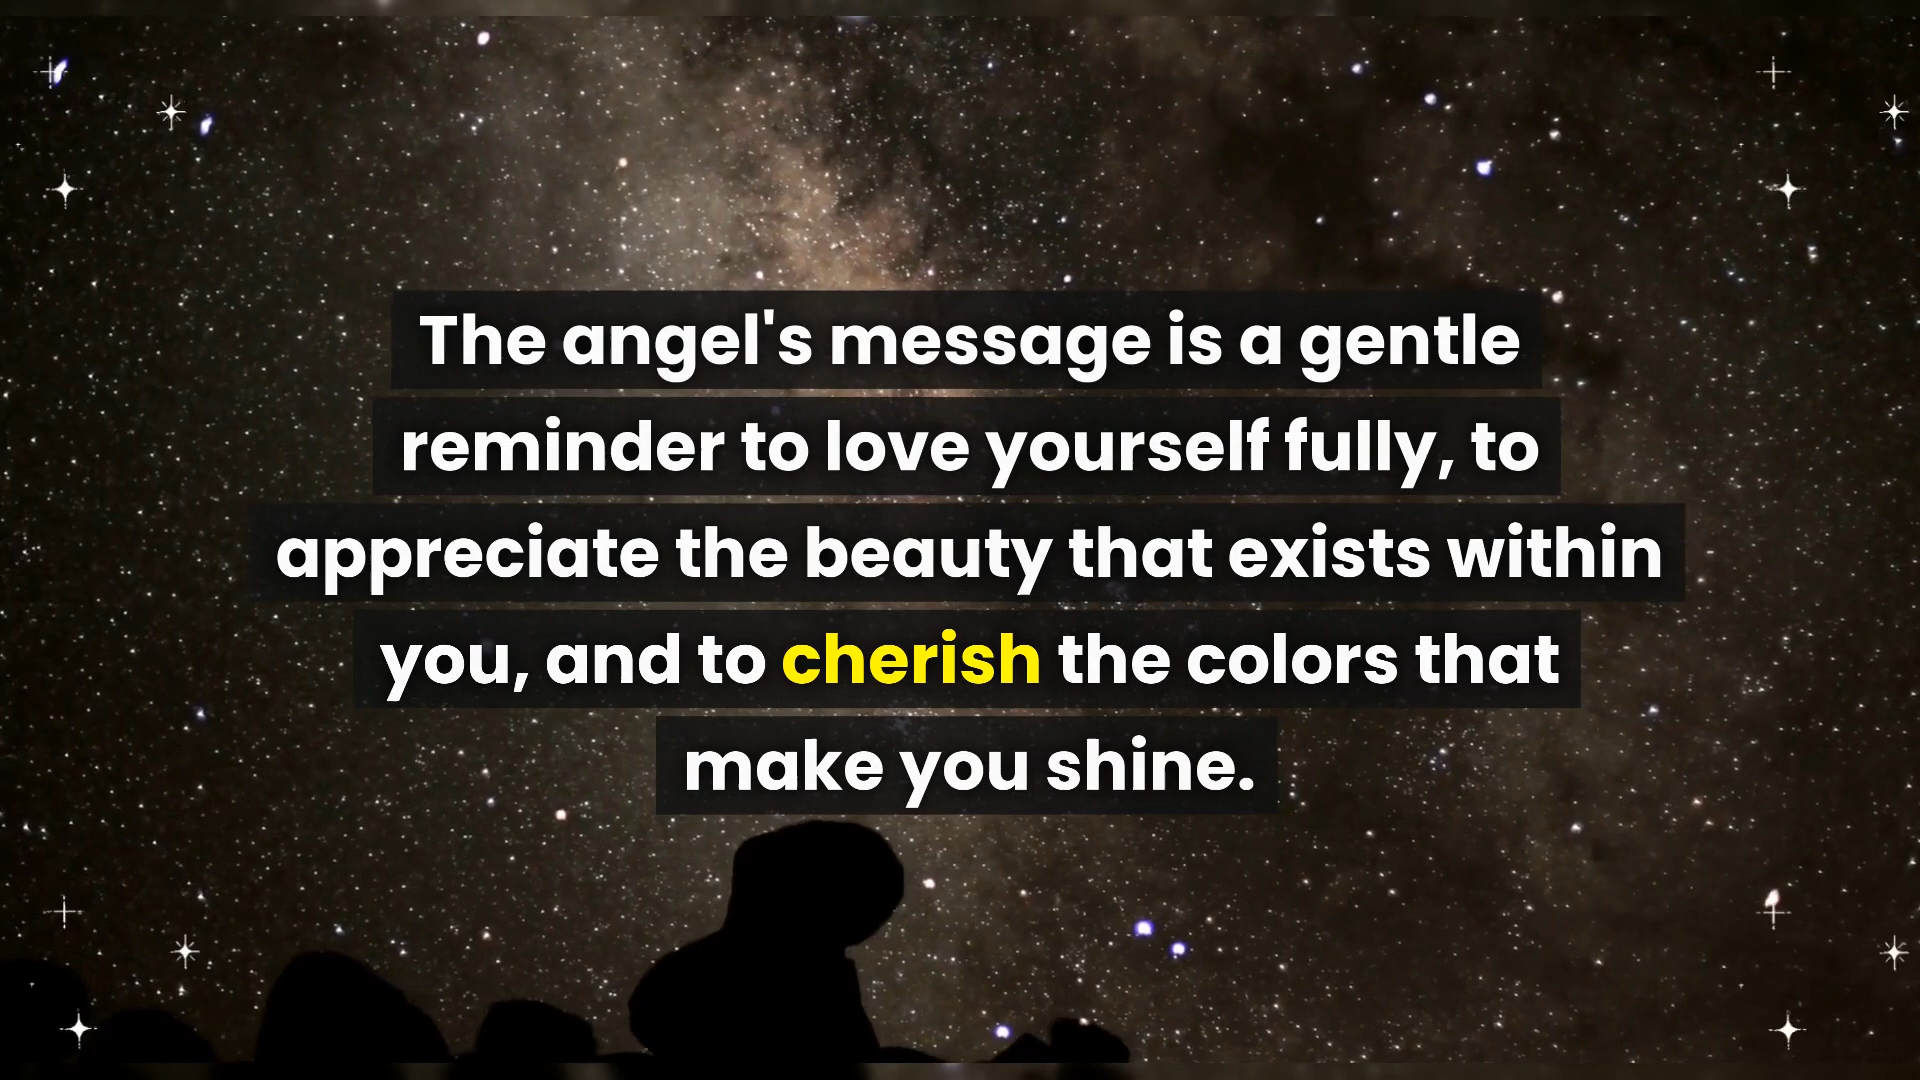 The angel's message is a gentle
reminder to love yourself fully, to
appreciate the beauty that exists within
you, and to cherish the colors that
make you shine.